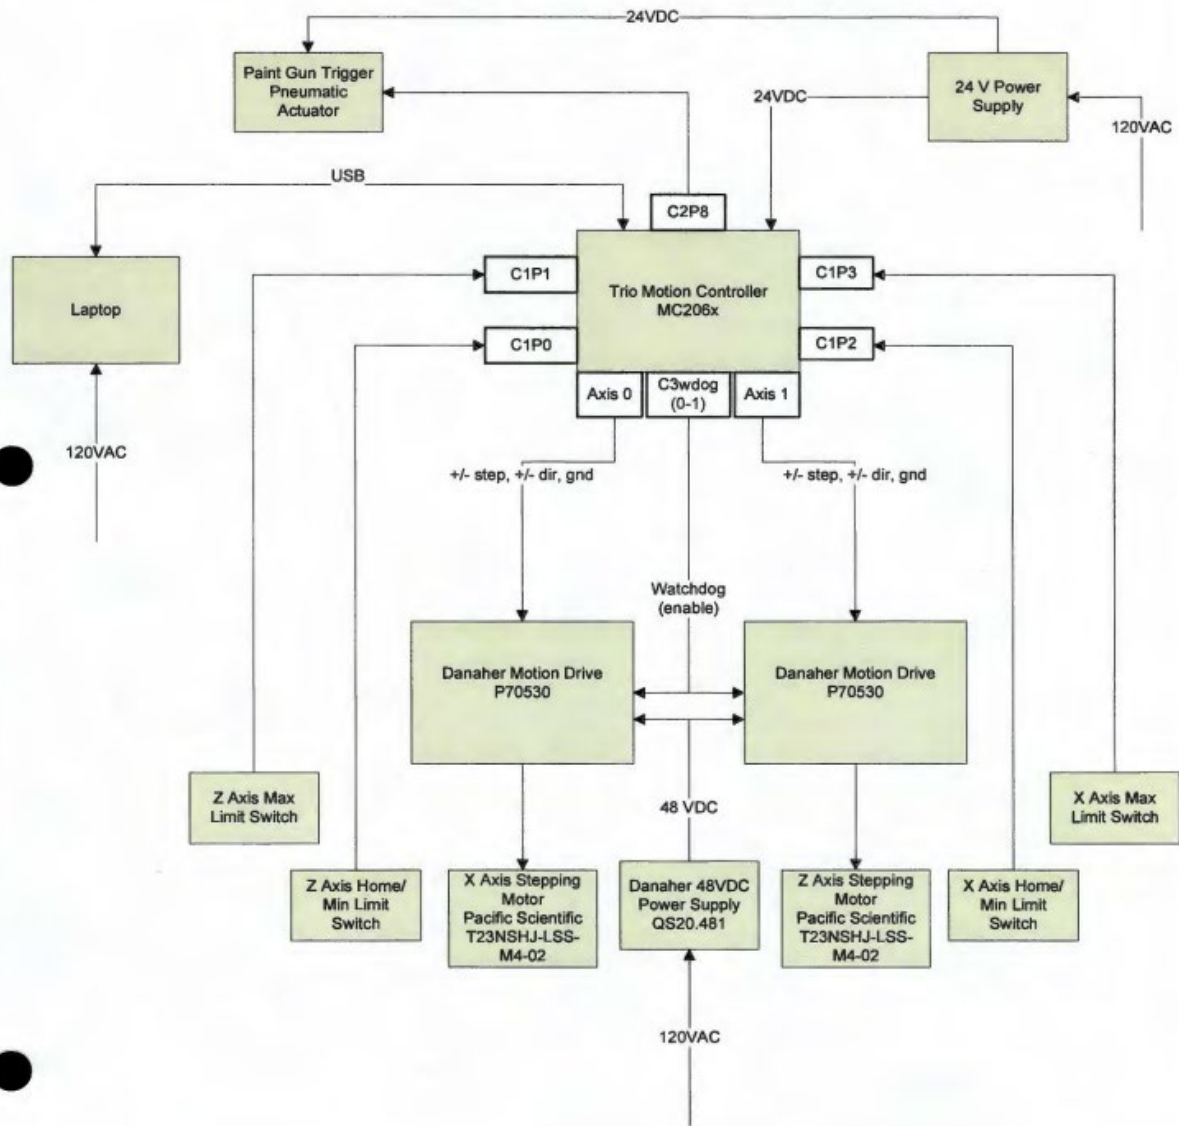 24VDC
Paint Gun Trigger
Pneumatic
Actuator
24VDC
24 V Power
Supply
120VAC
USB
C2P8
Laptop
C1P1
Trio Motion Controller
MC206x
C1P3
C1P0
C1P2
Axis 0
C3wdog
(0-1)
Axis 1
120VAC
+/- step, +/- dir, gnd
+/- step, +/- dir, gnd
Watchdog
(enable)
Danaher Motion Drive
P70530
Danaher Motion Drive
P70530
Z Axis Max
Limit Switch
48 VDC
X Axis Max
Limit Switch
Z Axis Home/
Min Limit
Switch
X Axis Stepping
Motor
Pacific Scientific
T23NSHJ-LSS-
M4-02
Danaher 48VDC
Power Supply
QS20.481
Z Axis Stepping
Motor
Pacific Scientific
T23NSHJ-LSS-
M4-02
X Axis Home/
Min Limit
Switch
120VAC